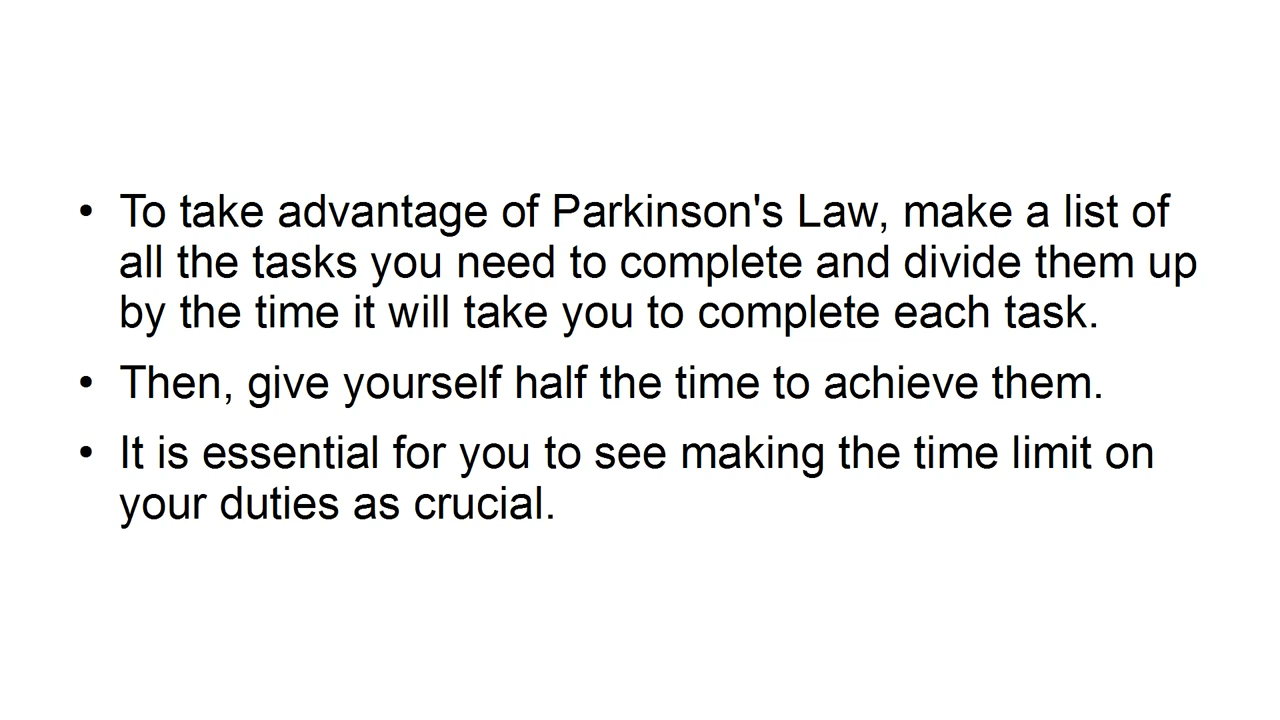 • To take advantage of Parkinson's Law, make a list of
all the tasks you need to complete and divide them up
by the time it will take you to complete each task.
• Then, give yourself half the time to achieve them.
• It is essential for you to see making the time limit on
your duties as crucial.